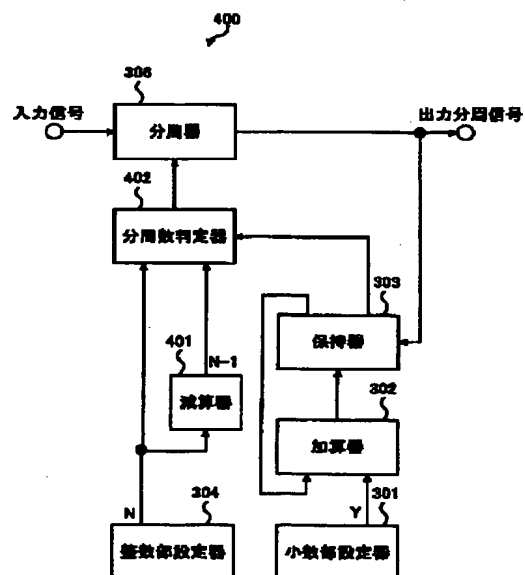 400
306
入力信号
出力分周信号
分周器
402
分周数判定器
303
401
N-1
保持器
302
減算器
加算器
N
304
Y
301
整数部設定器
小数部設定器